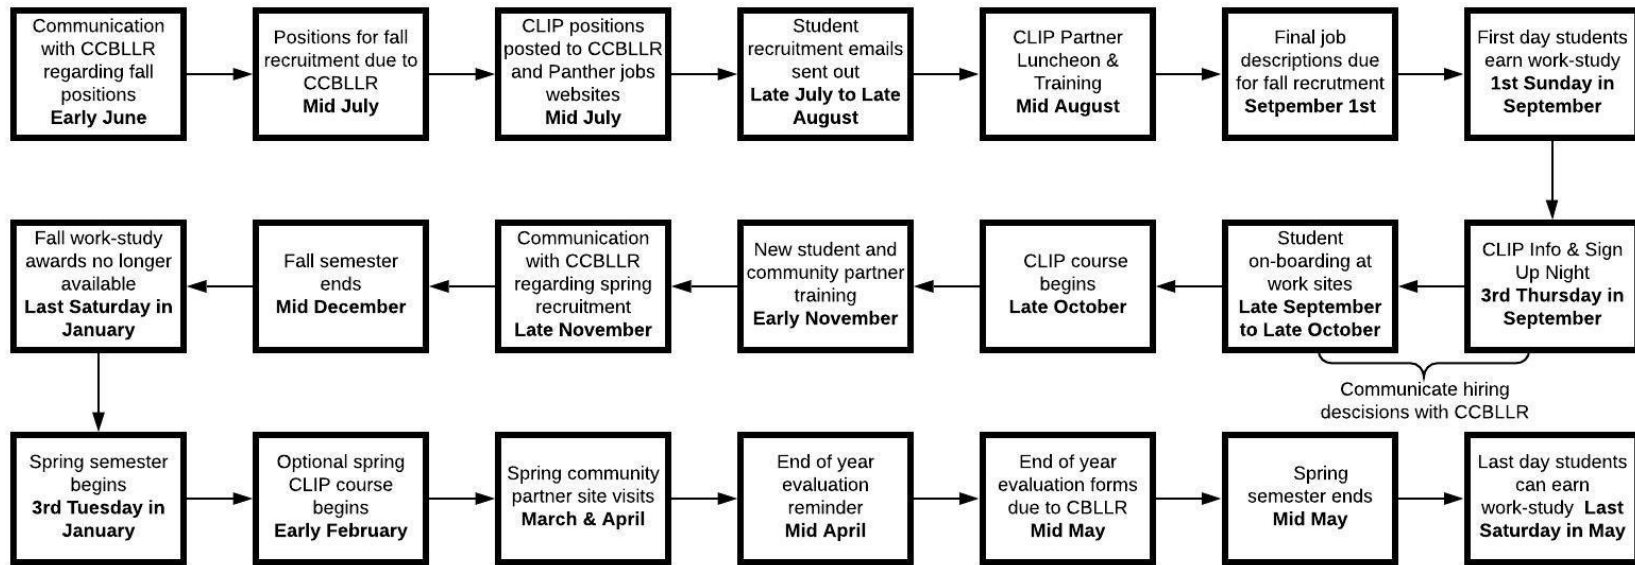 Communication
with CCBLLR
regarding fall
positions
Early June
Positions for fall
recruitment due to
CCBLLR
Mid July
CLIP positions
posted to CCBLLR
and Panther jobs
websites
Mid July
Student
recruitment emails
sent out
Late July to Late
August
CLIP Partner
Luncheon &
Training
Mid August
Final job
descriptions due
for fall recrutment
Setpember 1st
First day students
earn work-study
1st Sunday in
September
CLIP Info & Sign
Up Night
3rd Thursday in
September
Student
on-boarding at
work sites
Late September
to Late October
Communicate hiring
descisions with CCBLLR
CLIP course
begins
Late October
New student and
community partner
training
Early November
Communication
with CCBLLR
regarding spring
recruitment
Late November
Fall semester
ends
Mid December
Fall work-study
awards no longer
available
Last Saturday in
January
Spring semester
begins
3rd Tuesday in
January
Optional spring
CLIP course
begins
Early February
Spring community
partner site visits
March & April
End of year
evaluation
reminder
Mid April
End of year
evaluation forms
due to CBLLR
Mid May
Spring
semester ends
Mid May
Last day students
can earn
work-study Last
Saturday in May